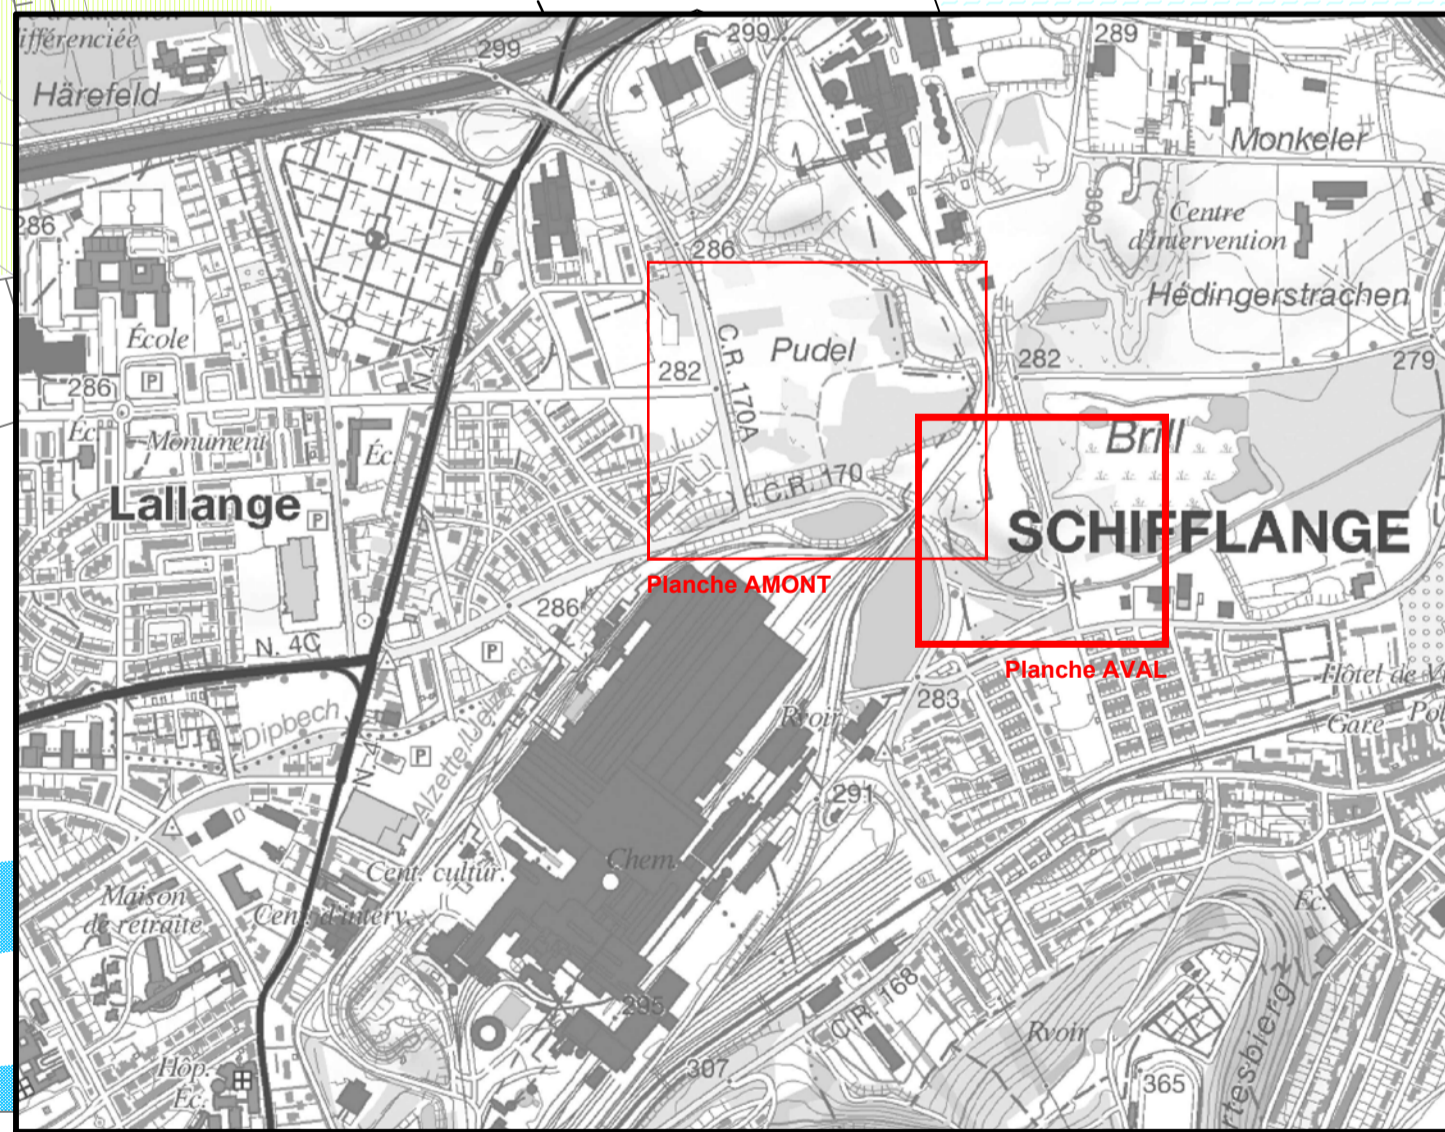 ifférenciée
299
299
289
Härefeld
Monkeler
300
286
Centre
d'intervention
286
Hédingerstrachen
École
C.R. 170A
Pudel
N. 4
282
282
279
P
286
Éc
Monument
Éc
Brill
C.R. 170
Lallange
P
SCHIFFLANGE
Planche AMONT
286
N. 4C
P
Planche AVAL
Hôtel de V
283
Dipbech
Rvoir
Gare
N. 4
P
Alzette/Uelzecht
291
Chem.
Cent. cultur.
Maison
de retraite
Cent. d'interv.
Éc.
295
C.R. 168
Rvoir
Hôp.
Éc.
307
365
tesbierg